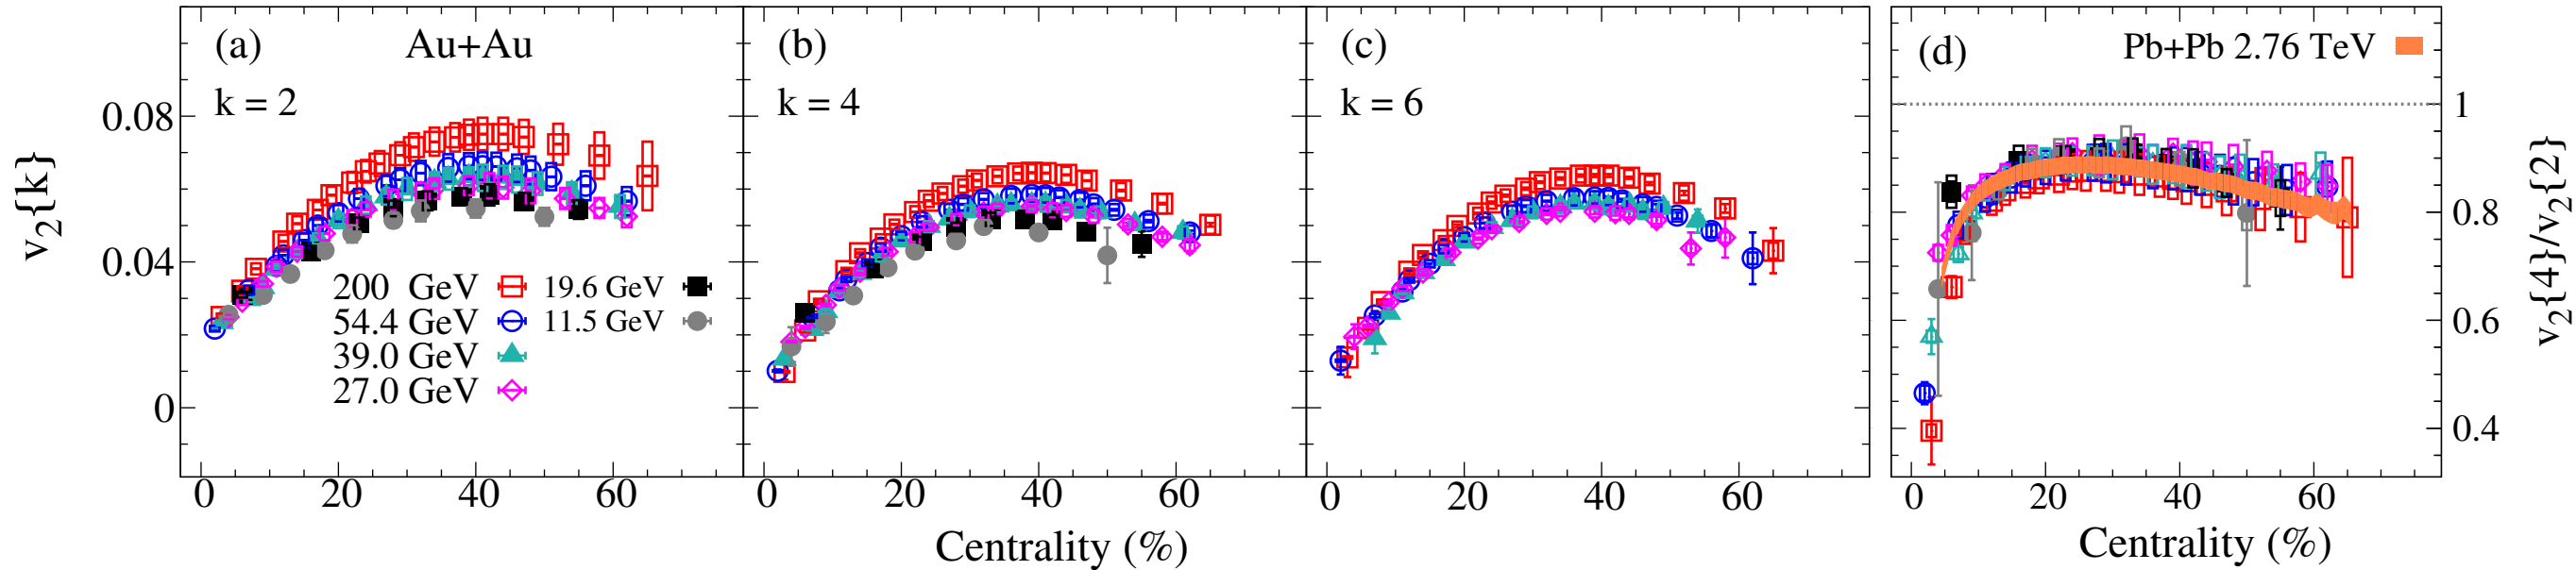 (a) Au+Au
k = 2
(b)
k = 4
(c)
k = 6
(d) Pb+Pb 2.76 TeV
v2{k}
0.08
0.04
0
200 GeV
54.4 GeV
39.0 GeV
27.0 GeV
19.6 GeV
11.5 GeV
0 20 40 60
0 20 40 60
0 20 40 60
0 20 40 60
Centrality (%)
Centrality (%)
1
0.8
0.6
0.4
v2{4}/v2{2}